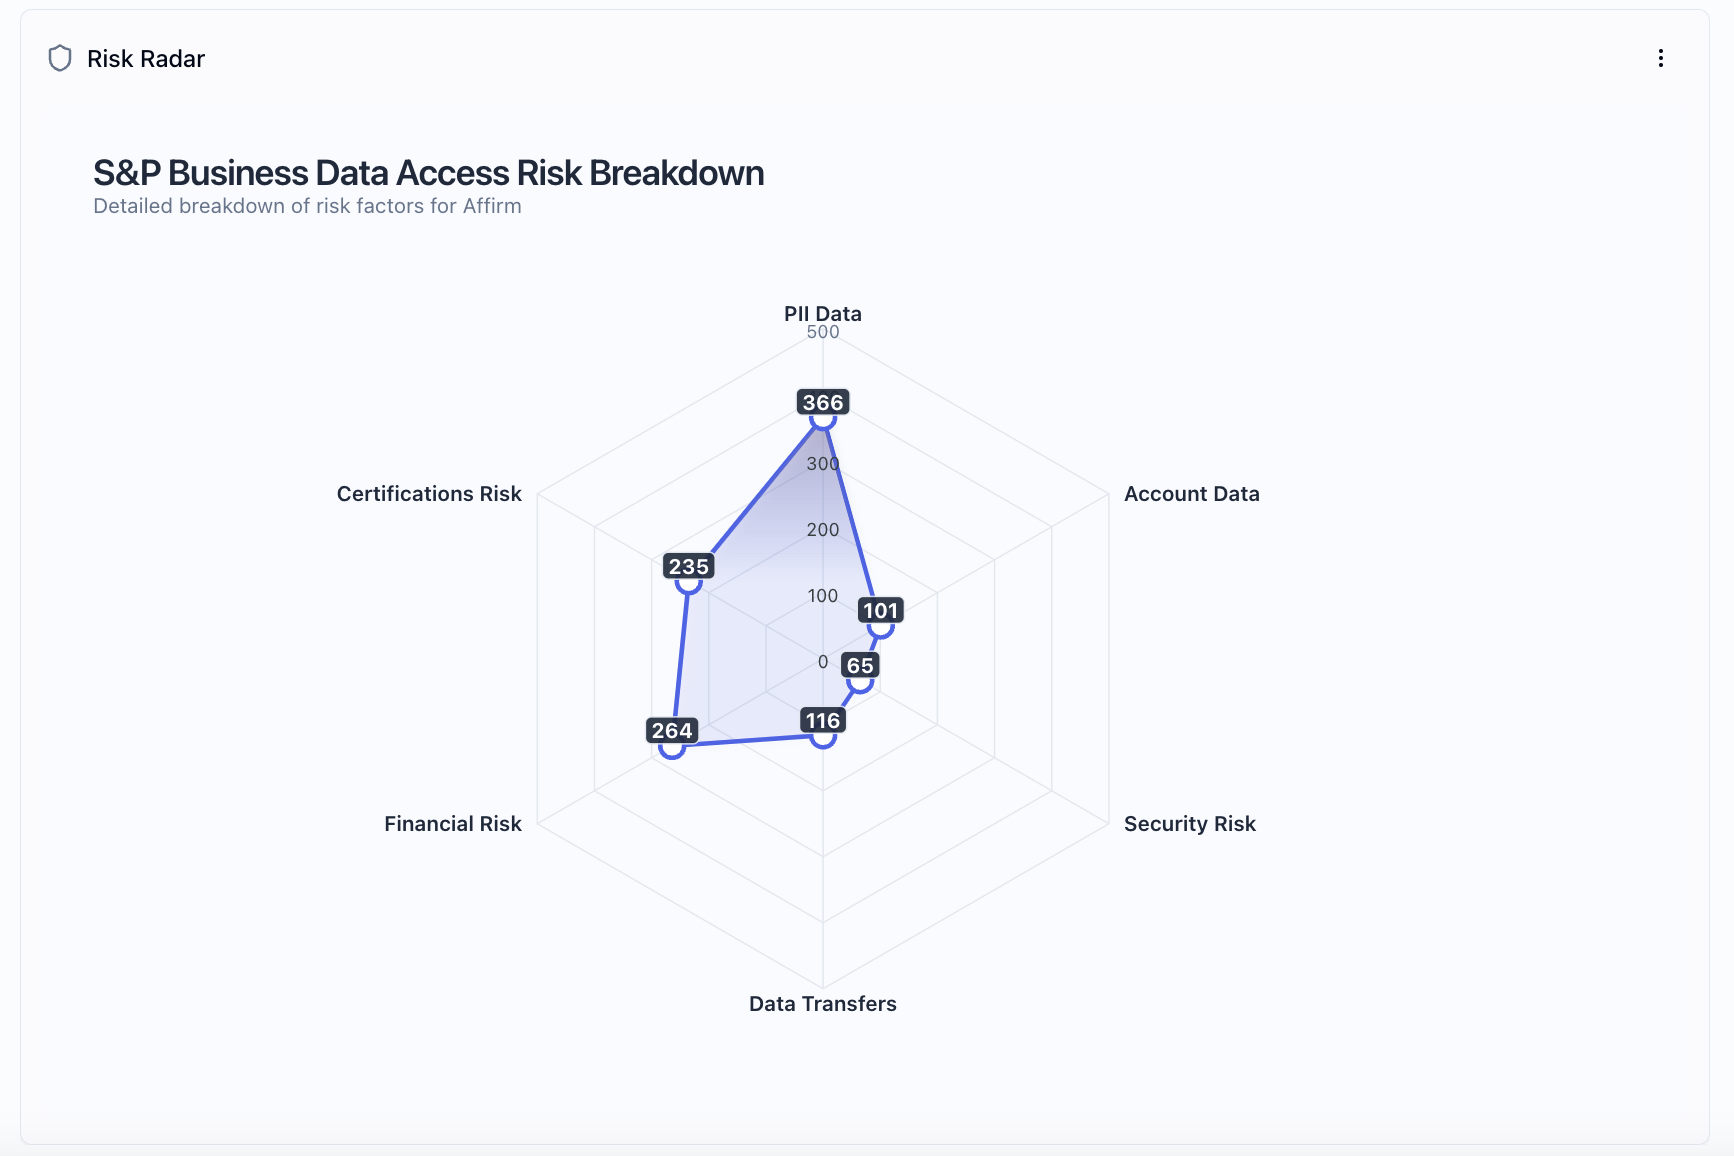 Risk Radar
S&P Business Data Access Risk Breakdown
Detailed breakdown of risk factors for Affirm
PII Data
500
366
300
Certifications Risk
Account Data
200
235
100
101
0
65
116
264
Financial Risk
Security Risk
Data Transfers